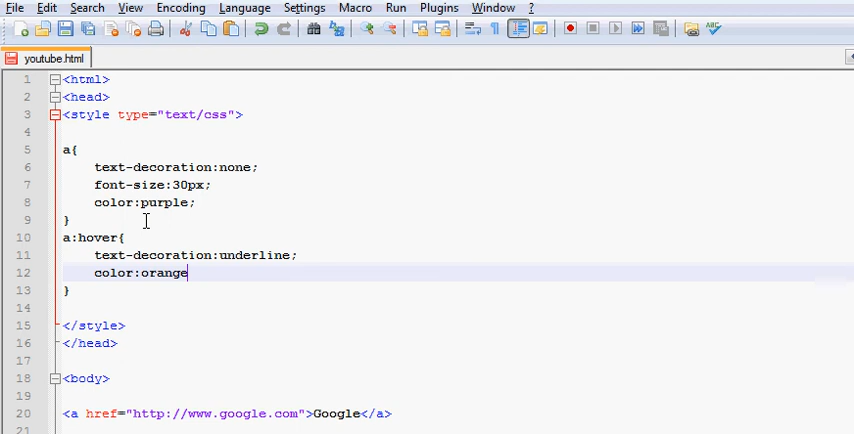 File Edit Search View Encoding Language Settings Macro Run Plugins Window ?
youtube.html
1 <html>
2 <head>
3 <style type="text/css">
4
5 a{
6 text-decoration:none;
7 font-size:30px;
8 color:purple;
9 }
10 a:hover{
11 text-decoration:underline;
12 color:orange
13 }
14
15 </style>
16 </head>
17
18 <body>
19
20 <a href="http://www.google.com">Google</a>
21